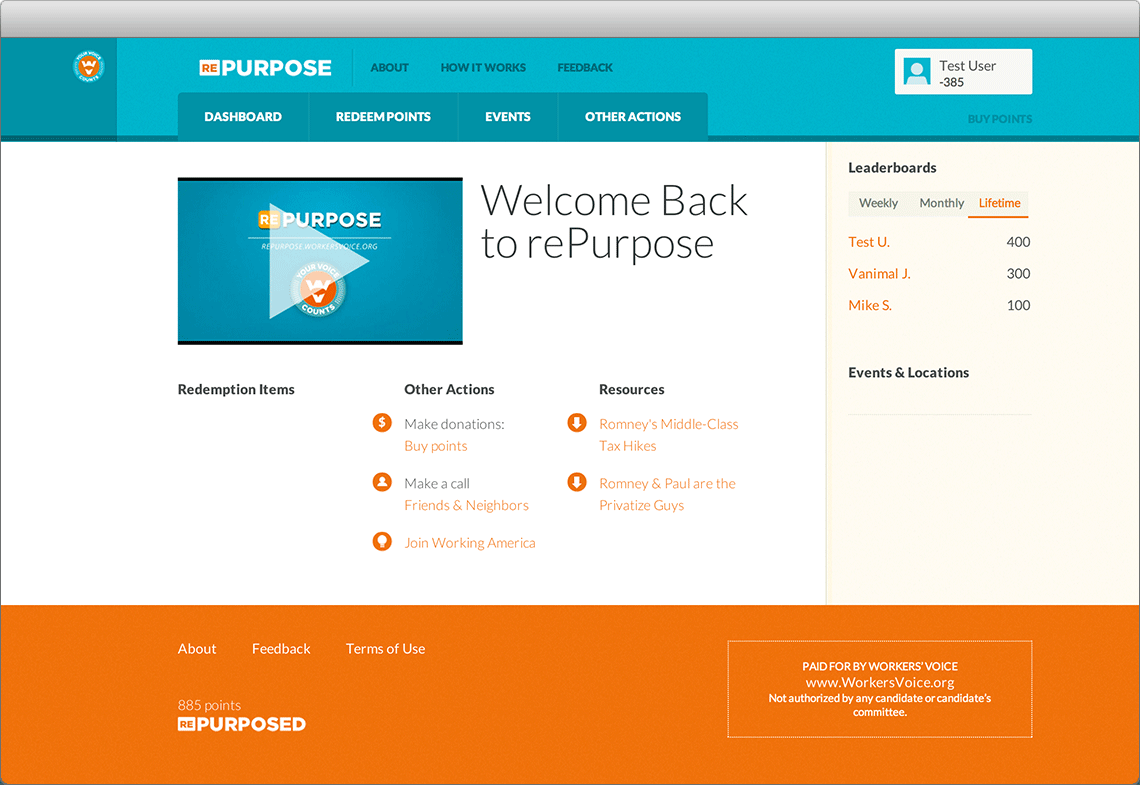 YOUR VOICE
W
COUNTS
REPURPOSE
ABOUT
HOW IT WORKS
FEEDBACK
Test User
-385
BUY POINTS
DASHBOARD
REDEEM POINTS
EVENTS
OTHER ACTIONS
REPURPOSE
REPURPOSE.WORKERSVOICE.ORG
YOUR VOICE
W
COUNTS
Welcome Back
to rePurpose
Redemption Items
Other Actions
$
Make donations:
Buy points
Make a call
Friends & Neighbors
Join Working America
Resources
Romney's Middle-Class
Tax Hikes
Romney & Paul are the
Privatize Guys
Leaderboards
Weekly Monthly Lifetime
Test U. 400
Vanimal J. 300
Mike S. 100
Events & Locations
About
Feedback
Terms of Use
885 points
REPURPOSED
PAID FOR BY WORKERS’ VOICE
www.WorkersVoice.org
Not authorized by any candidate or candidate’s
committee.